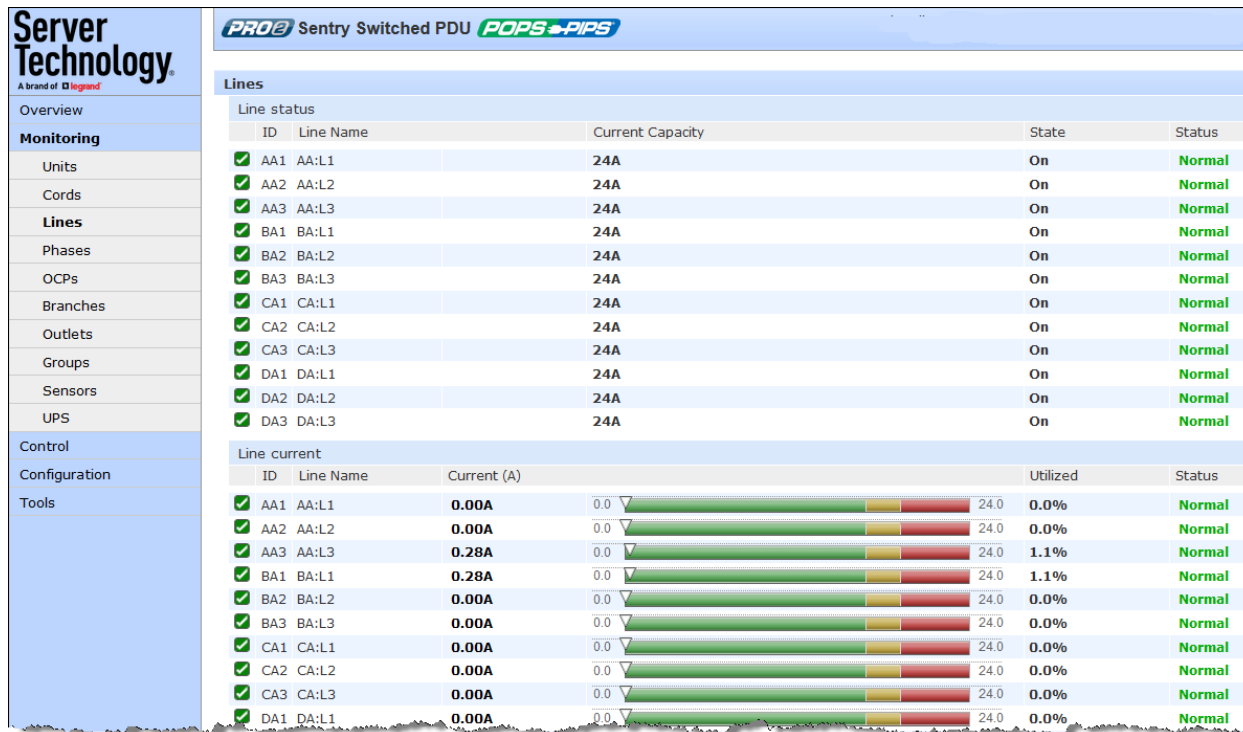 Server
Technology.
A brand of legrand
PRO2 Sentry Switched PDU POPS PIPS
Overview
Monitoring
Units
Cords
Lines
Phases
OCPs
Branches
Outlets
Groups
Sensors
UPS
Control
Configuration
Tools
Lines
Line status
ID Line Name Current Capacity State Status
AA1 AA:L1 24A On Normal
AA2 AA:L2 24A On Normal
AA3 AA:L3 24A On Normal
BA1 BA:L1 24A On Normal
BA2 BA:L2 24A On Normal
BA3 BA:L3 24A On Normal
CA1 CA:L1 24A On Normal
CA2 CA:L2 24A On Normal
CA3 CA:L3 24A On Normal
DA1 DA:L1 24A On Normal
DA2 DA:L2 24A On Normal
DA3 DA:L3 24A On Normal
Line current
ID Line Name Current (A) Utilized Status
AA1 AA:L1 0.00A 0.0 24.0 0.0% Normal
AA2 AA:L2 0.00A 0.0 24.0 0.0% Normal
AA3 AA:L3 0.28A 0.0 24.0 1.1% Normal
BA1 BA:L1 0.28A 0.0 24.0 1.1% Normal
BA2 BA:L2 0.00A 0.0 24.0 0.0% Normal
BA3 BA:L3 0.00A 0.0 24.0 0.0% Normal
CA1 CA:L1 0.00A 0.0 24.0 0.0% Normal
CA2 CA:L2 0.00A 0.0 24.0 0.0% Normal
CA3 CA:L3 0.00A 0.0 24.0 0.0% Normal
DA1 DA:L1 0.00A 0.0 24.0 0.0% Normal